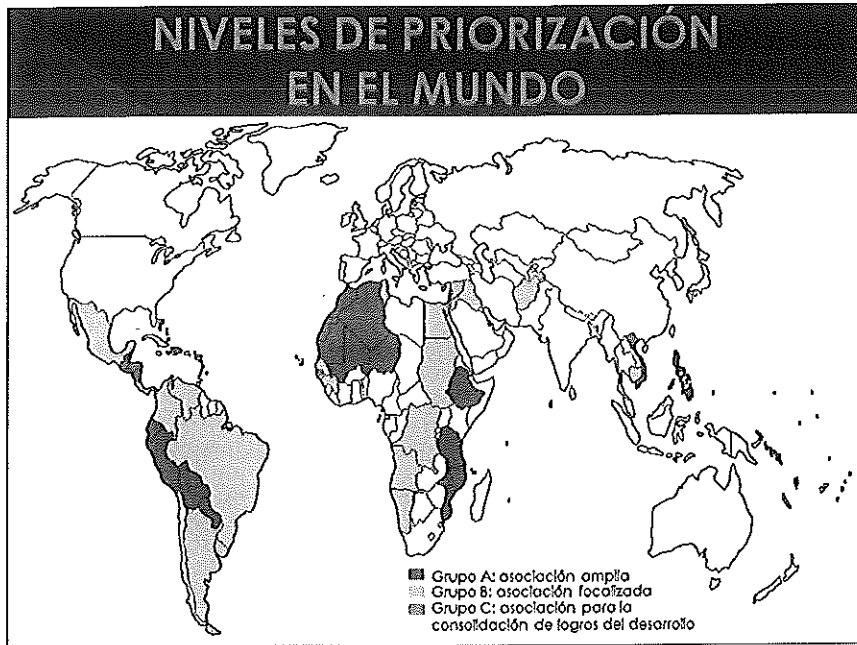 NIVELES DE PRIORIZACIÓN
EN EL MUNDO
Grupo A: asociación amplia
Grupo B: asociación focalizada
Grupo C: asociación para la
consolidación de logros del desarrollo